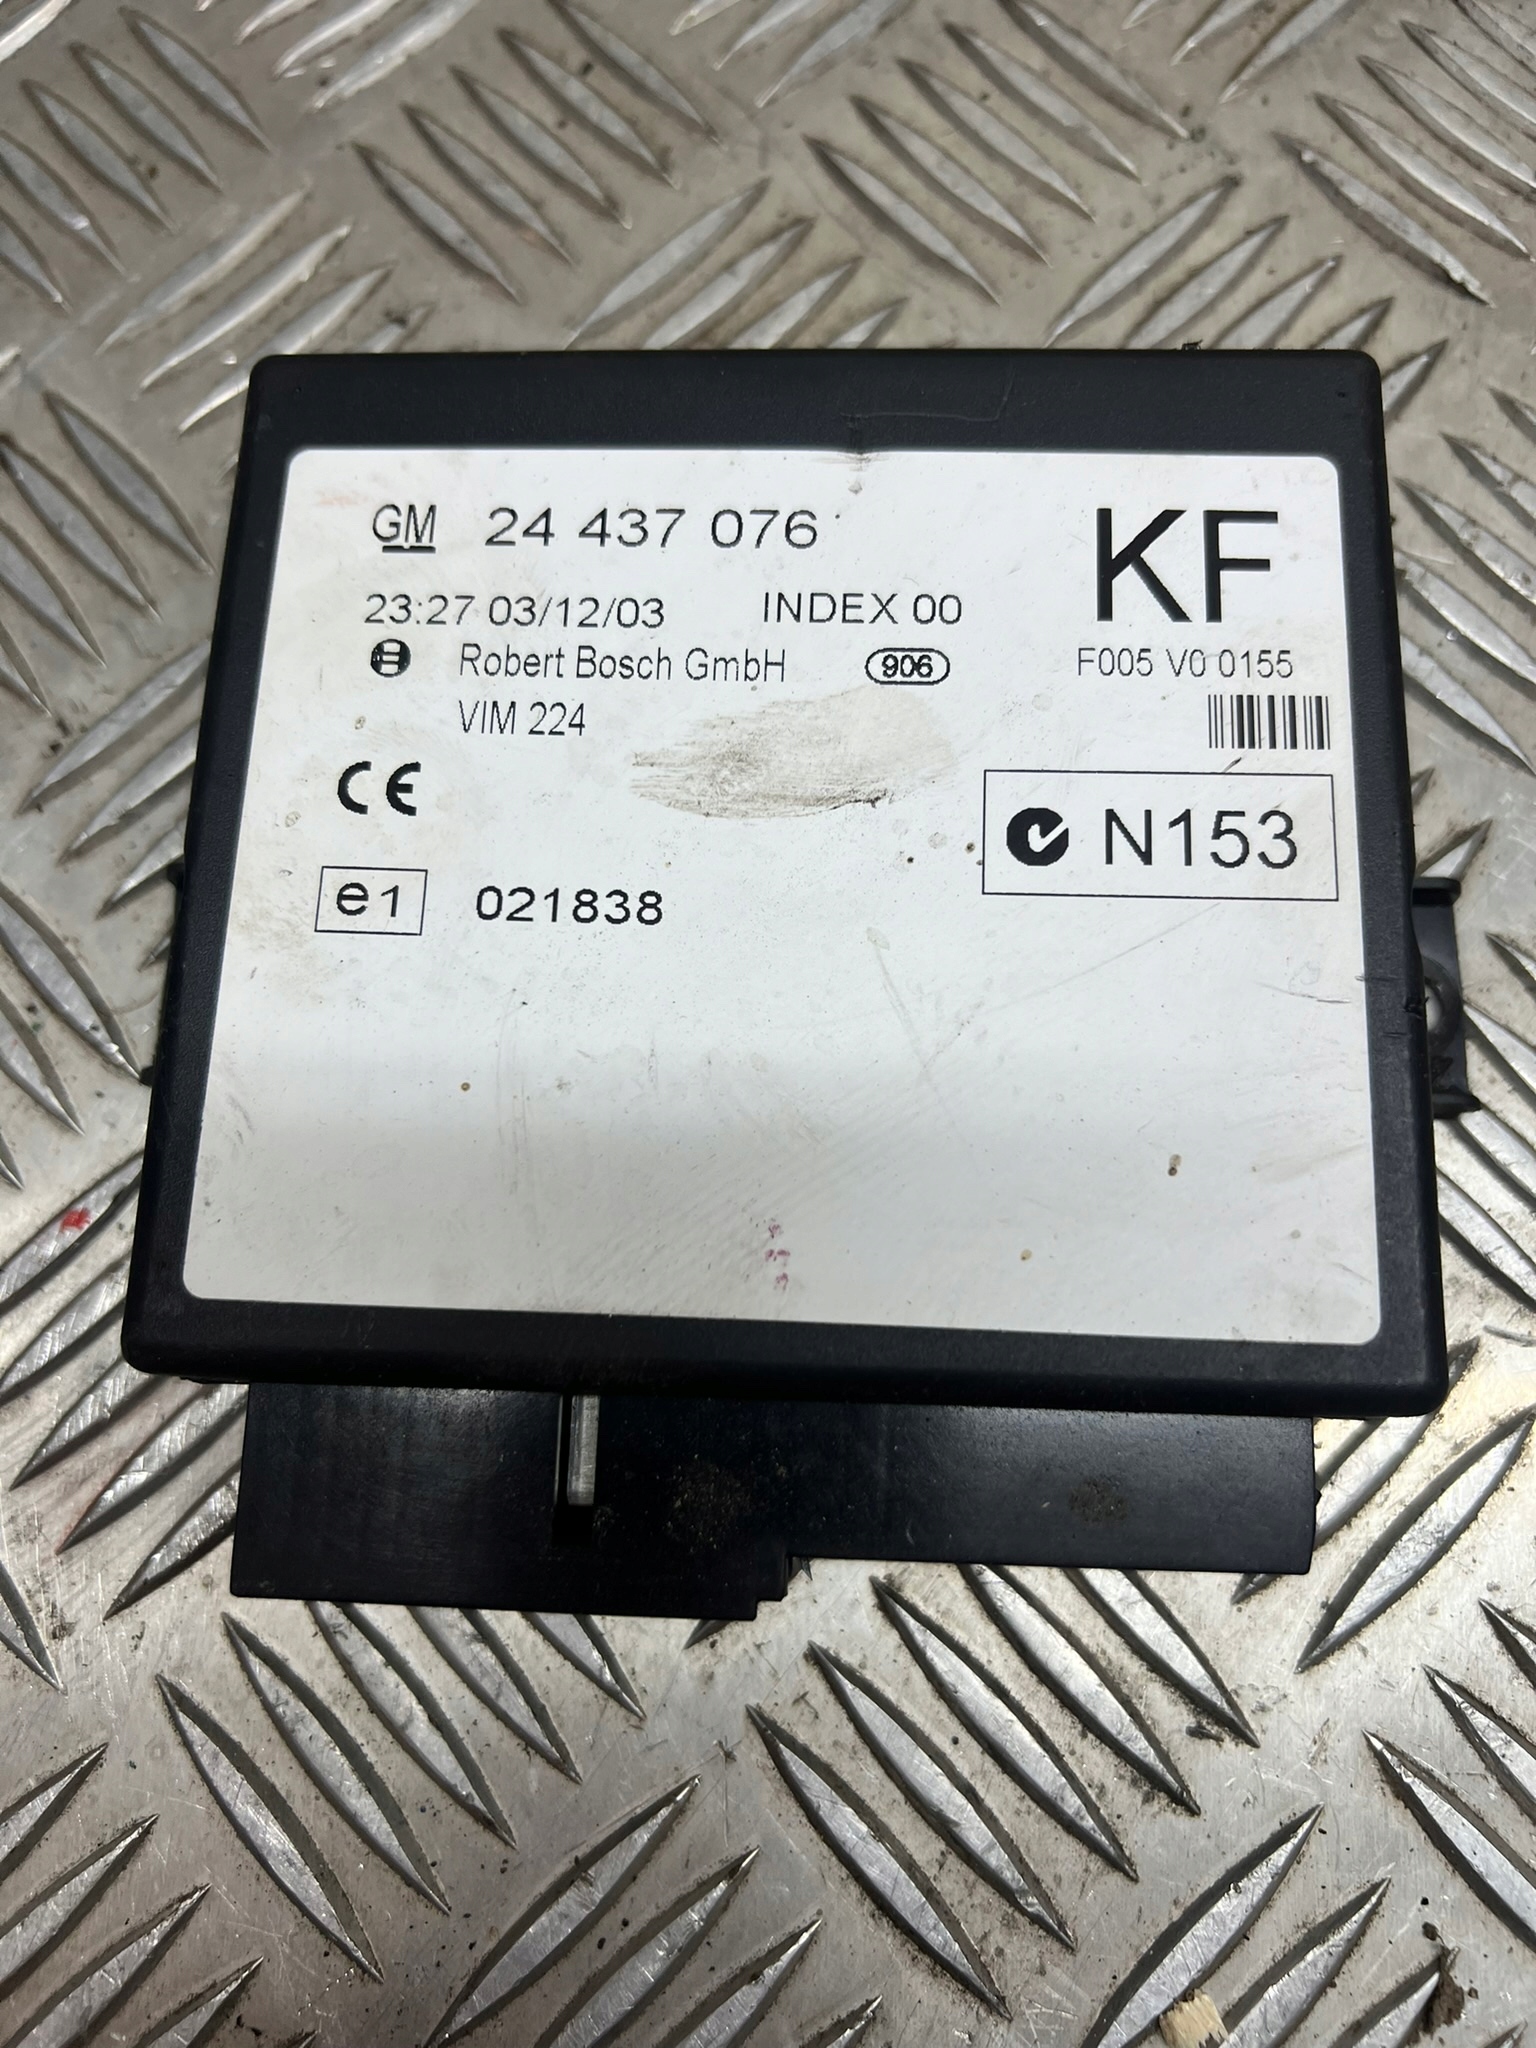 GM 24 437 076 KF
23:27 03/12/03 INDEX 00
Robert Bosch GmbH 906 F005 V0 0155
VIM 224
CE
N153
e1 021838